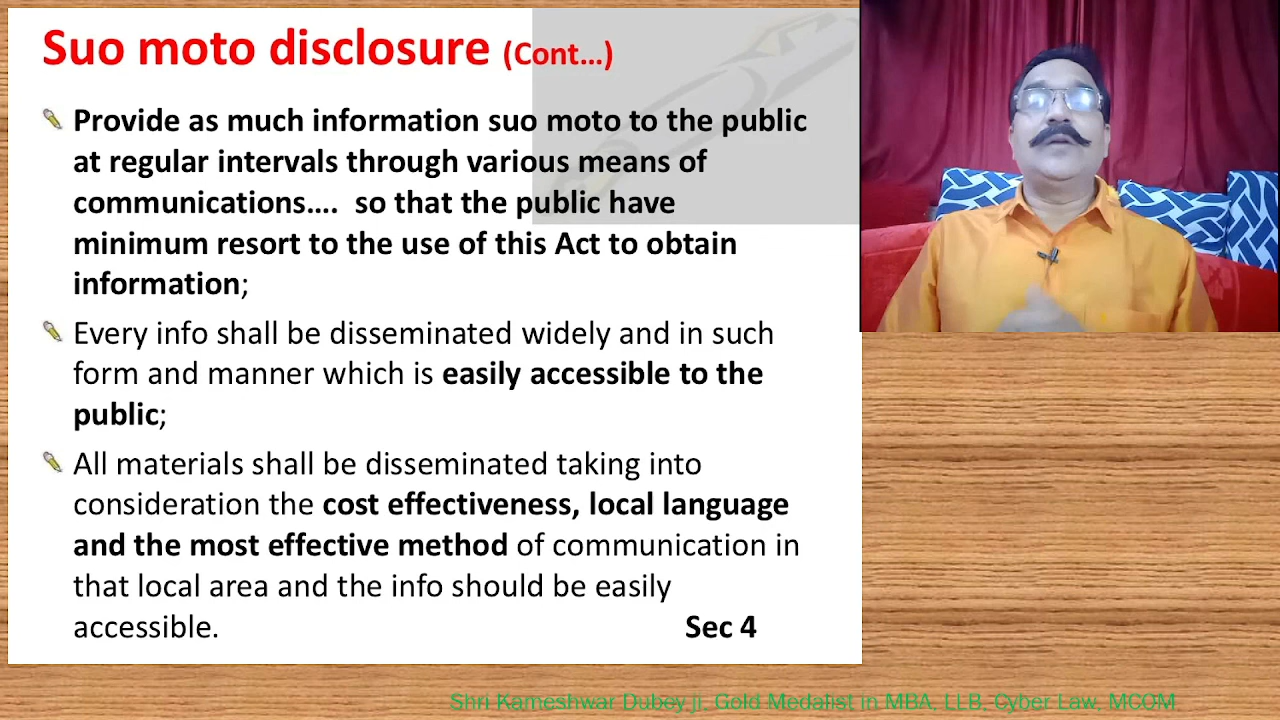 Suo moto disclosure (Cont...)
Provide as much information suo moto to the public
at regular intervals through various means of
communications.... so that the public have
minimum resort to the use of this Act to obtain
information;
Every info shall be disseminated widely and in such
form and manner which is easily accessible to the
public;
All materials shall be disseminated taking into
consideration the cost effectiveness, local language
and the most effective method of communication in
that local area and the info should be easily
accessible. Sec 4
Shri Kameshwar Dubey ji, Gold Medalist in MBA, LLB, Cyber Law, MCOM